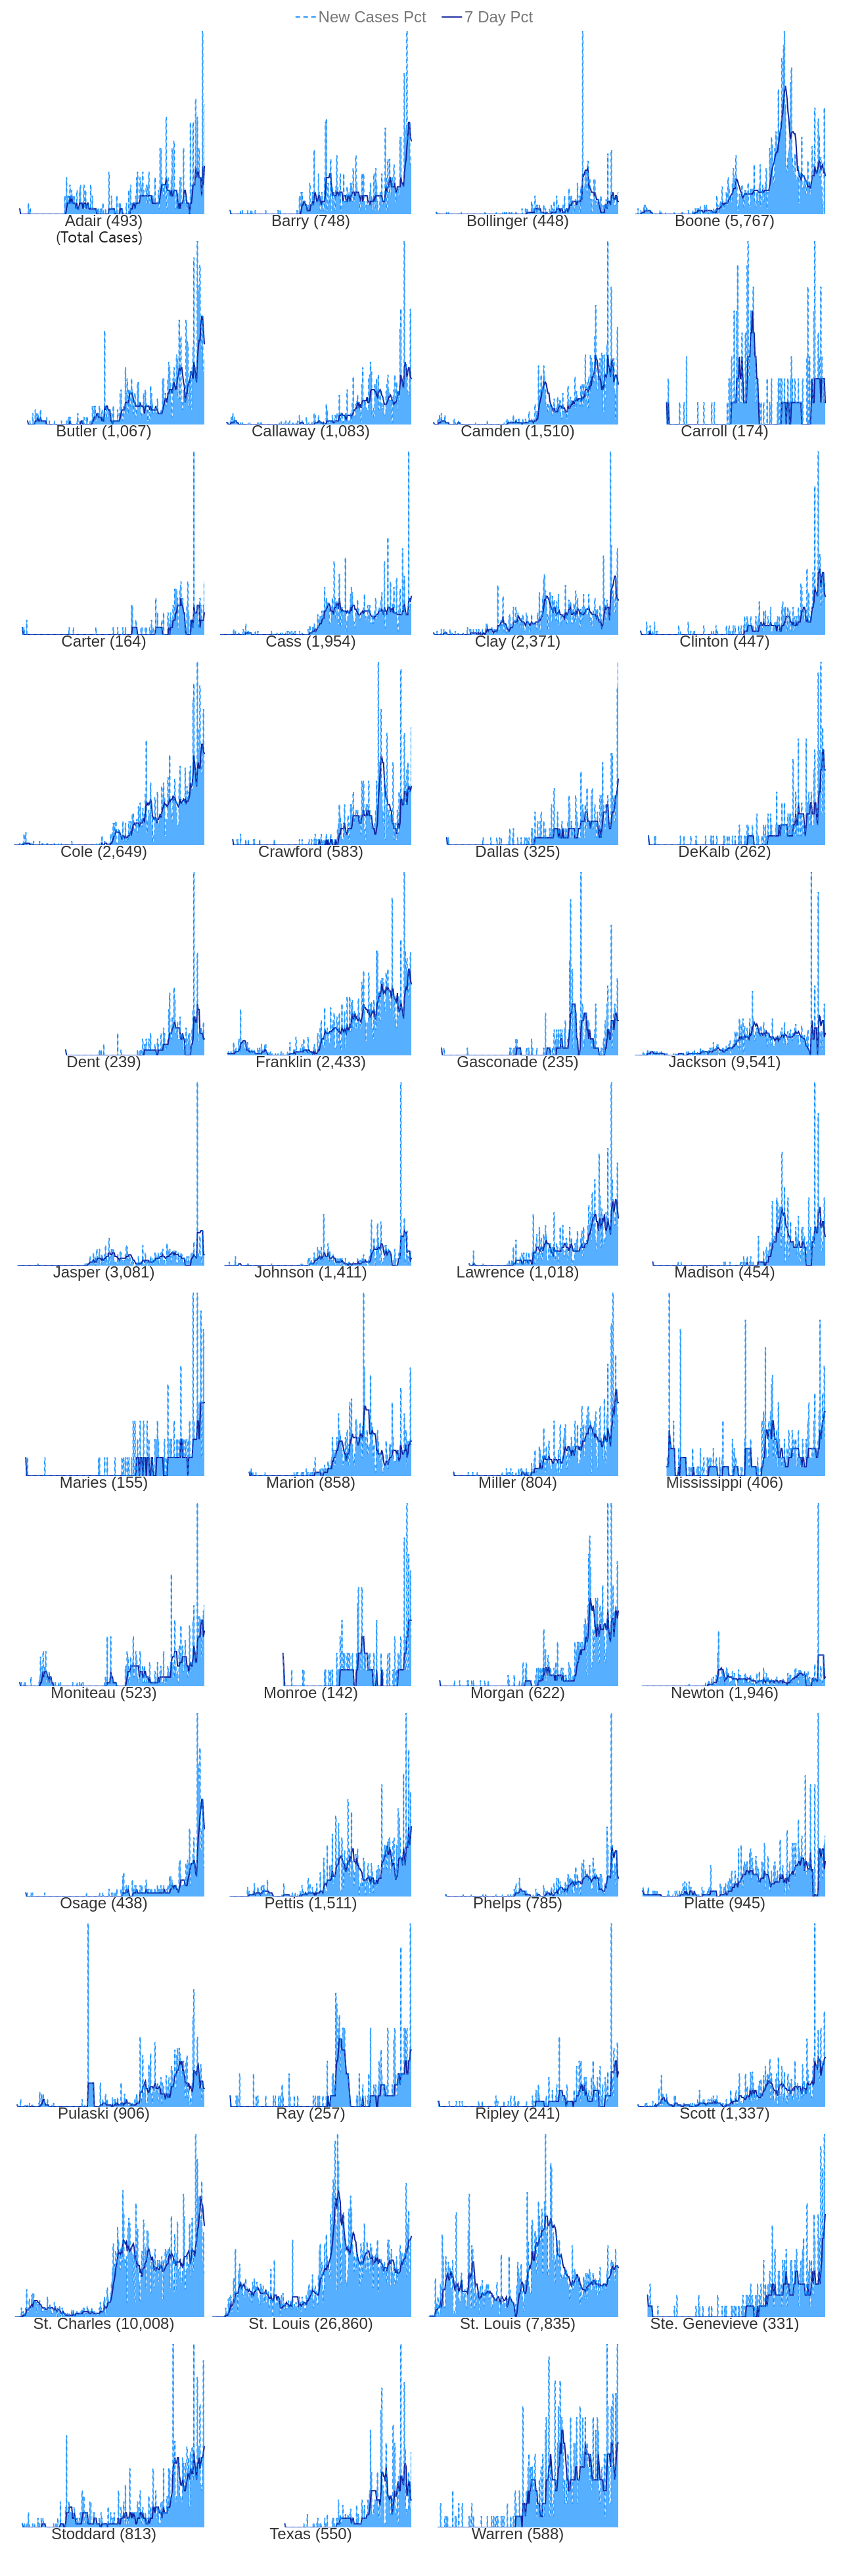 New Cases Pct 7 Day Pct
Adair (493) Barry (748) Bollinger (448) Boone (5,767)
(Total Cases)
Butler (1,067) Callaway (1,083) Camden (1,510) Carroll (174)
Carter (164) Cass (1,954) Clay (2,371) Clinton (447)
Cole (2,649) Crawford (583) Dallas (325) DeKalb (262)
Dent (239) Franklin (2,433) Gasconade (235) Jackson (9,541)
Jasper (3,081) Johnson (1,411) Lawrence (1,018) Madison (454)
Maries (155) Marion (858) Miller (804) Mississippi (406)
Moniteau (523) Monroe (142) Morgan (622) Newton (1,946)
Osage (438) Pettis (1,511) Phelps (785) Platte (945)
Pulaski (906) Ray (257) Ripley (241) Scott (1,337)
St. Charles (10,008) St. Louis (26,860) St. Louis (7,835) Ste. Genevieve (331)
Stoddard (813) Texas (550) Warren (588)